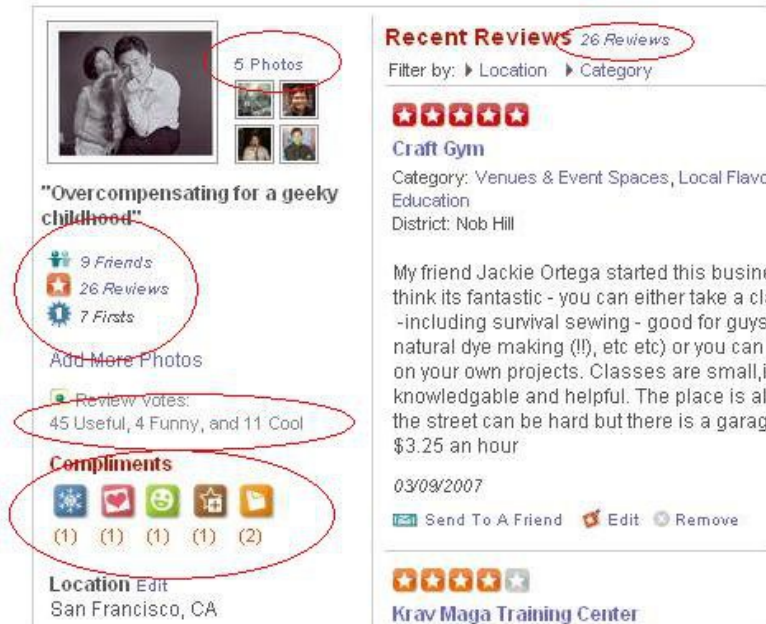 5 Photos
"Overcompensating for a geeky
childhood"
9 Friends
26 Reviews
1
7 Firsts
Add More Photos
Review votes:
45 Useful, 4 Funny, and 11 Cool
Compliments
(1) (1) (1) (1) (2)
Location Edit
San Francisco, CA
Recent Reviews 26 Reviews
Filter by: Location Category
Craft Gym
Category: Venues & Event Spaces, Local Flavo
Education
District: Nob Hill
My friend Jackie Ortega started this busine
think its fantastic - you can either take a cla
-including survival sewing - good for guys
natural dye making (!!), etc etc) or you can
on your own projects. Classes are small,i
knowledgable and helpful. The place is al
the street can be hard but there is a garag
$3.25 an hour
03/09/2007
Send To A Friend Edit Remove
Krav Maga Training Center